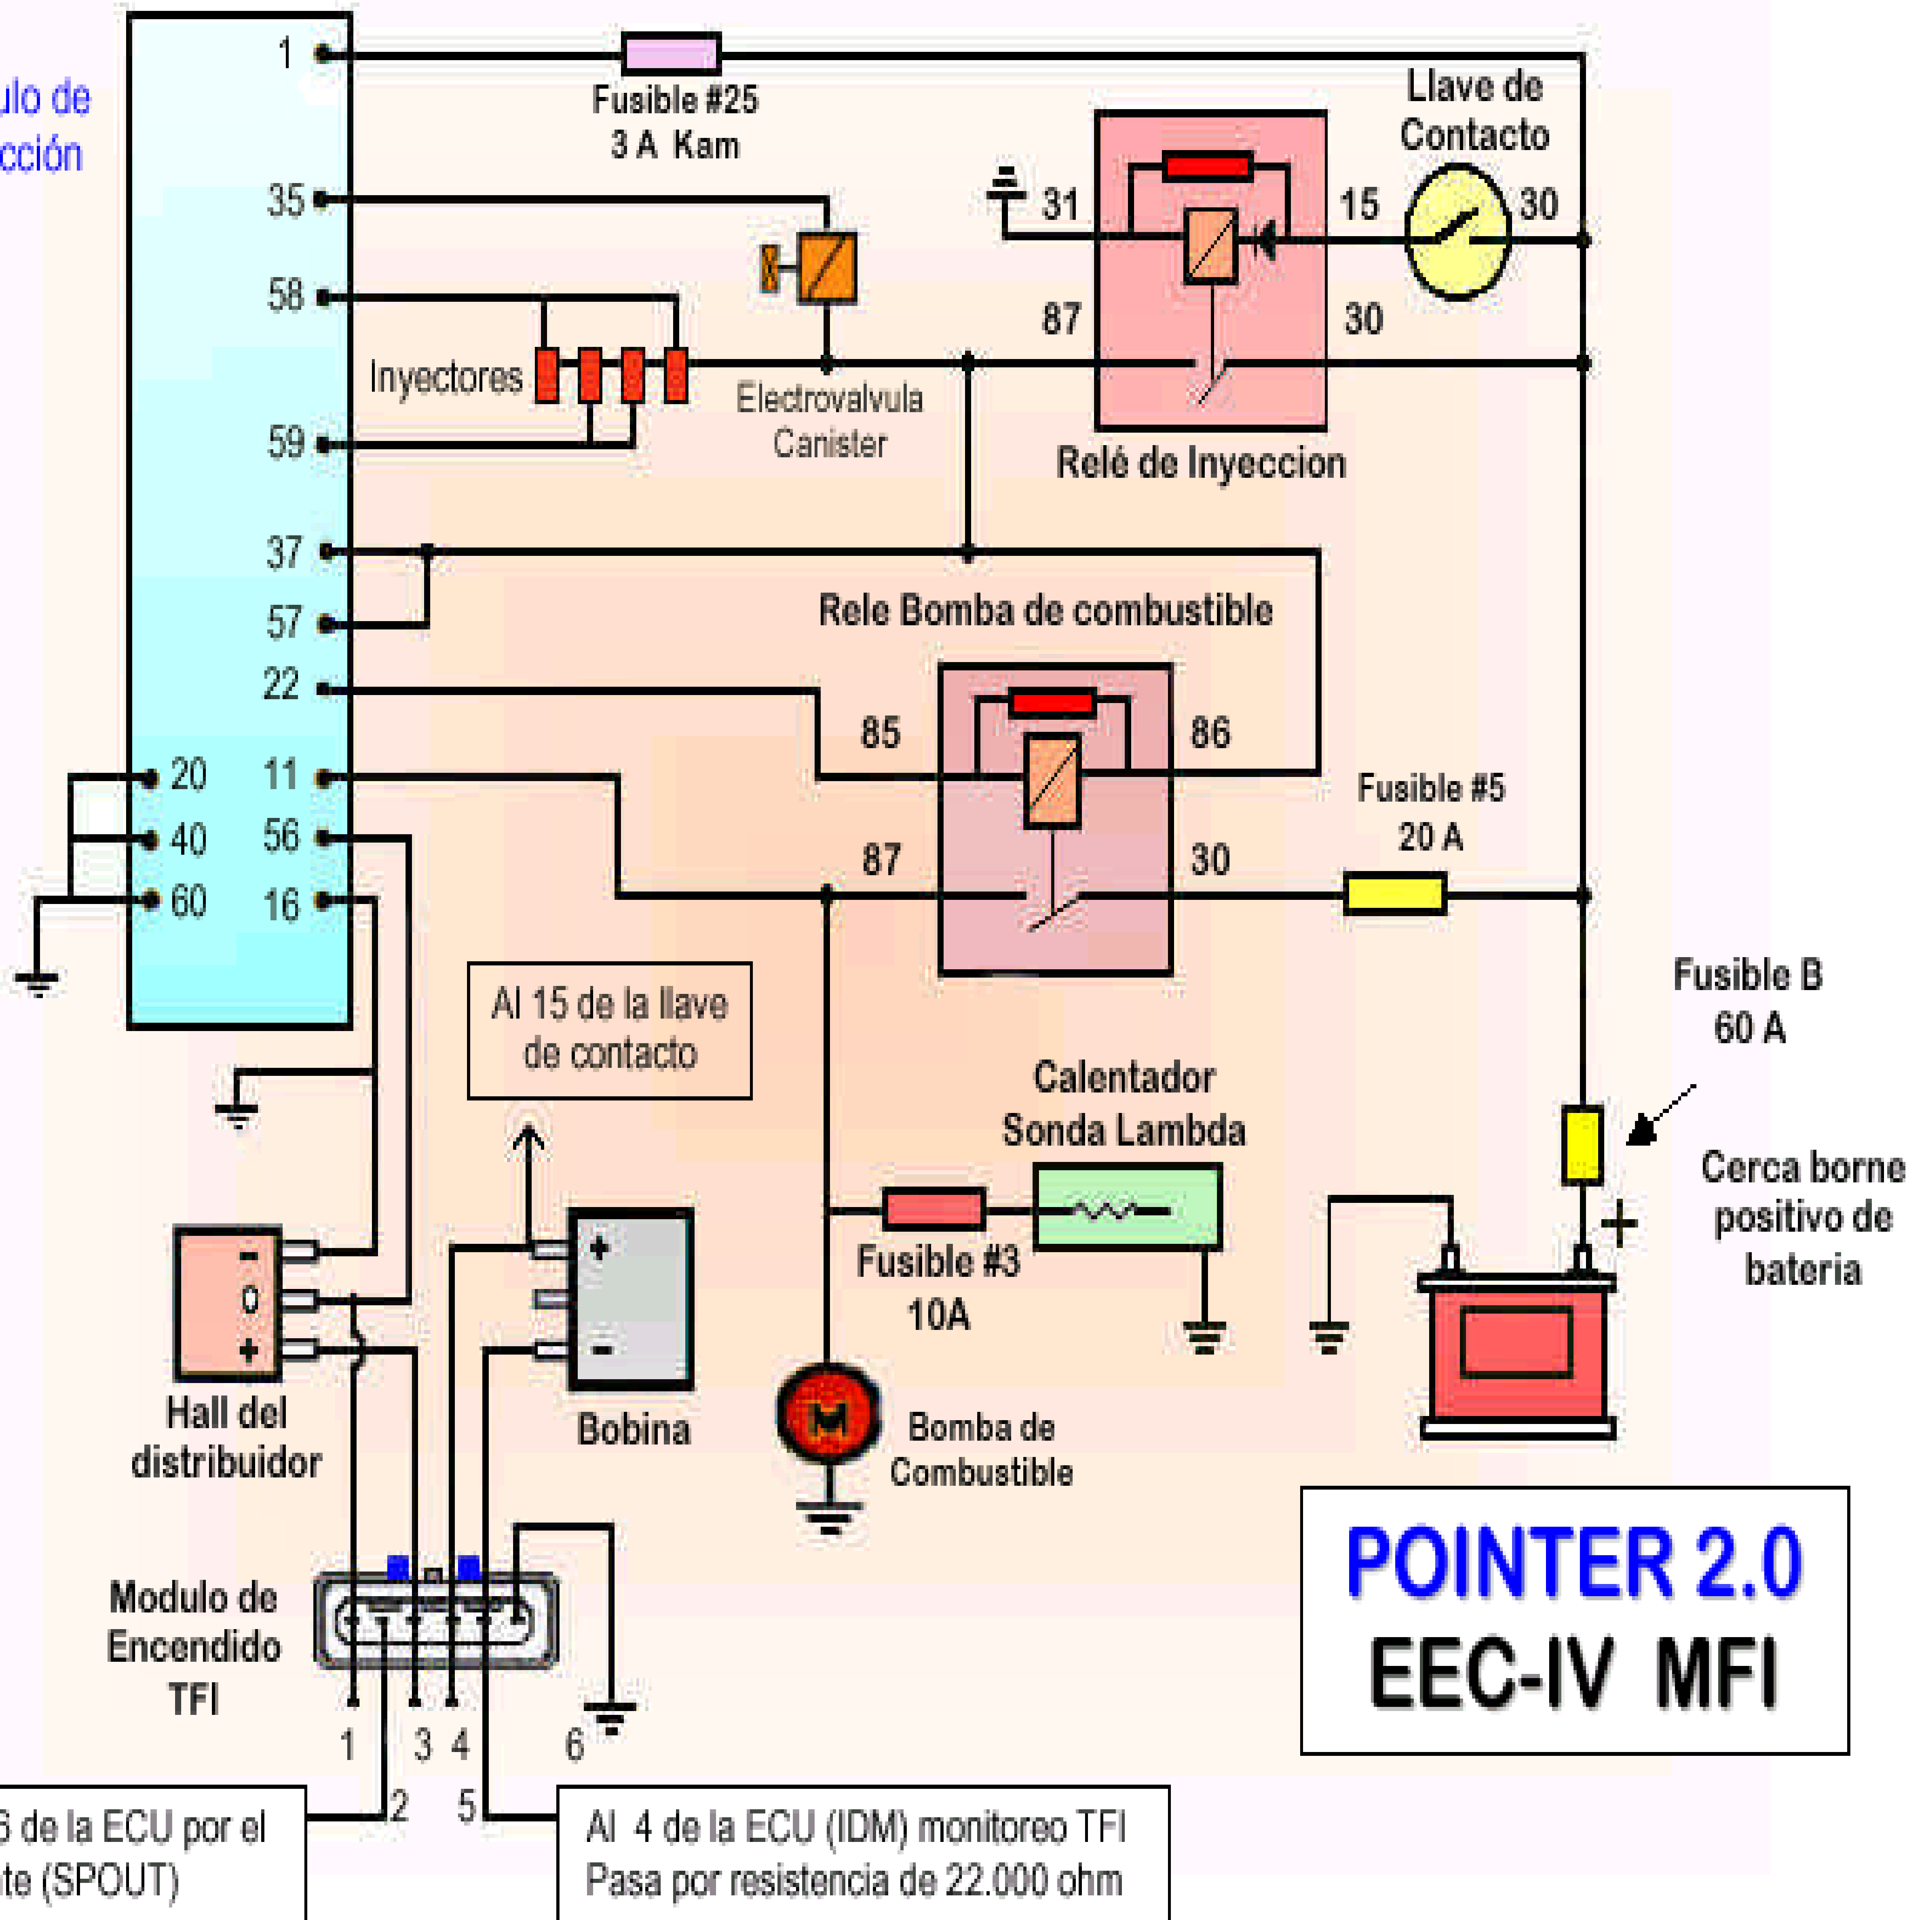 1
ulo de
cción
Fusible #25
3 A Kam
Llave de
Contacto
35
31
15
30
58
87
30
Inyectores
Electrovalvula
Canister
59
Relé de Inyeccion
37
57
Rele Bomba de combustible
22
85
86
20
11
Fusible #5
20 A
40
56
87
30
60
16
Al 15 de la llave
de contacto
Fusible B
60 A
Calentador
Sonda Lambda
Cerca borne
positivo de
bateria
+
-
0
+
+
-
Fusible #3
10A
Hall del
distribuidor
Bobina
M
Bomba de
Combustible
POINTER 2.0
EEC-IV MFI
Modulo de
Encendido
TFI
1
3
4
6
2
5
6 de la ECU por el
te (SPOUT)
Al 4 de la ECU (IDM) monitoreo TFI
Pasa por resistencia de 22.000 ohm